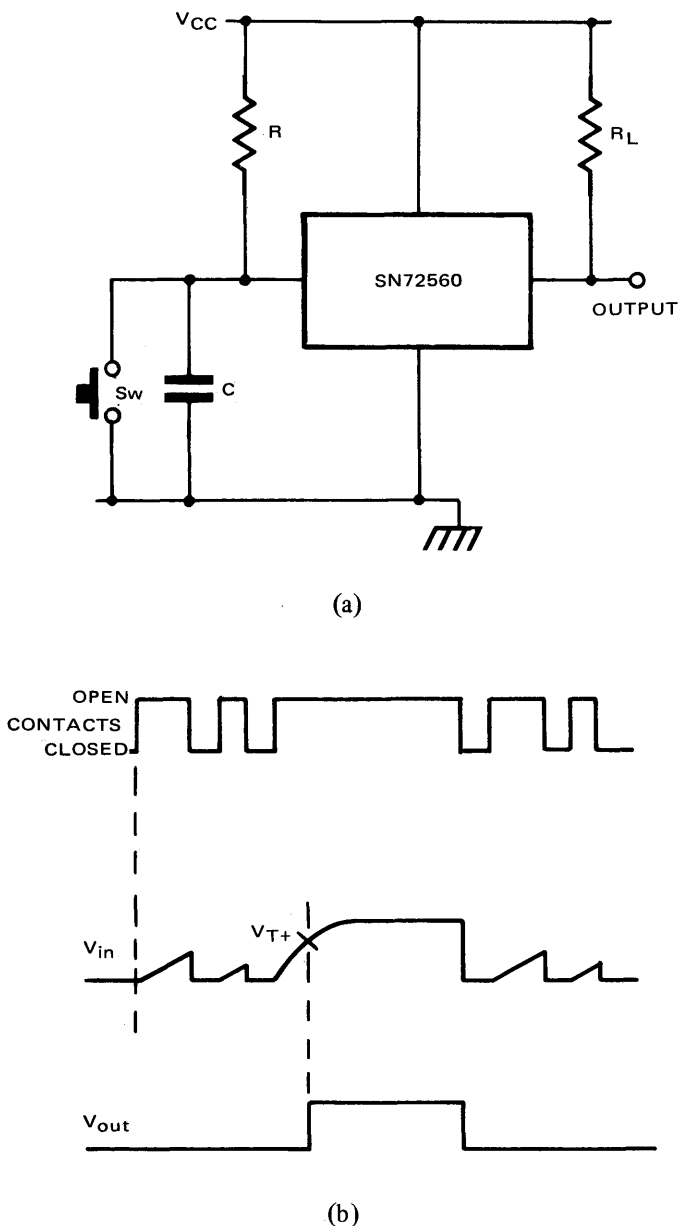 VCC
R
RL
SN72560
OUTPUT
Sw
C
(a)
OPEN
CONTACTS
CLOSED
VT+
Vin
Vout
(b)